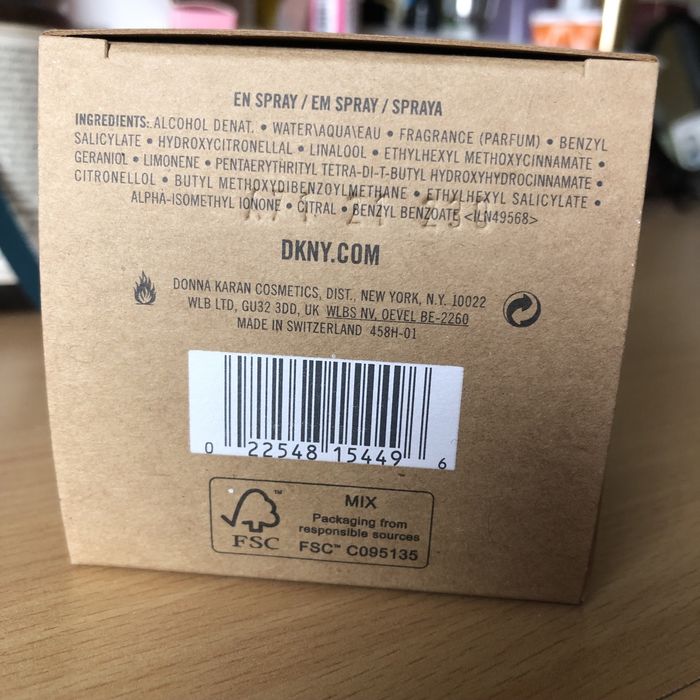 EN SPRAY / EM SPRAY / SPRAYA
INGREDIENTS: ALCOHOL DENAT. • WATER\AQUA\EAU • FRAGRANCE (PARFUM) • BENZYL
SALICYLATE • HYDROXYCITRONELLAL • LINALOOL • ETHYLHEXYL METHOXYCINNAMATE •
GERANIOL • LIMONENE • PENTAERYTHRITYL TETRA-DI-T-BUTYL HYDROXYHYDROCINNAMATE •
CITRONELLOL • BUTYL METHOXYDIBENZOYLMETHANE • ETHYLHEXYL SALICYLATE •
ALPHA-ISOMETHYL IONONE • CITRAL • BENZYL BENZOATE <ILN49568>
DKNY.COM
DONNA KARAN COSMETICS, DIST., NEW YORK, N.Y. 10022
WLB LTD, GU32 3DD, UK WLBS NV, OEVEL BE-2260
MADE IN SWITZERLAND 458H-01
0 22548 15449 6
MIX
Packaging from
responsible sources
FSC™ C095135
FSC™